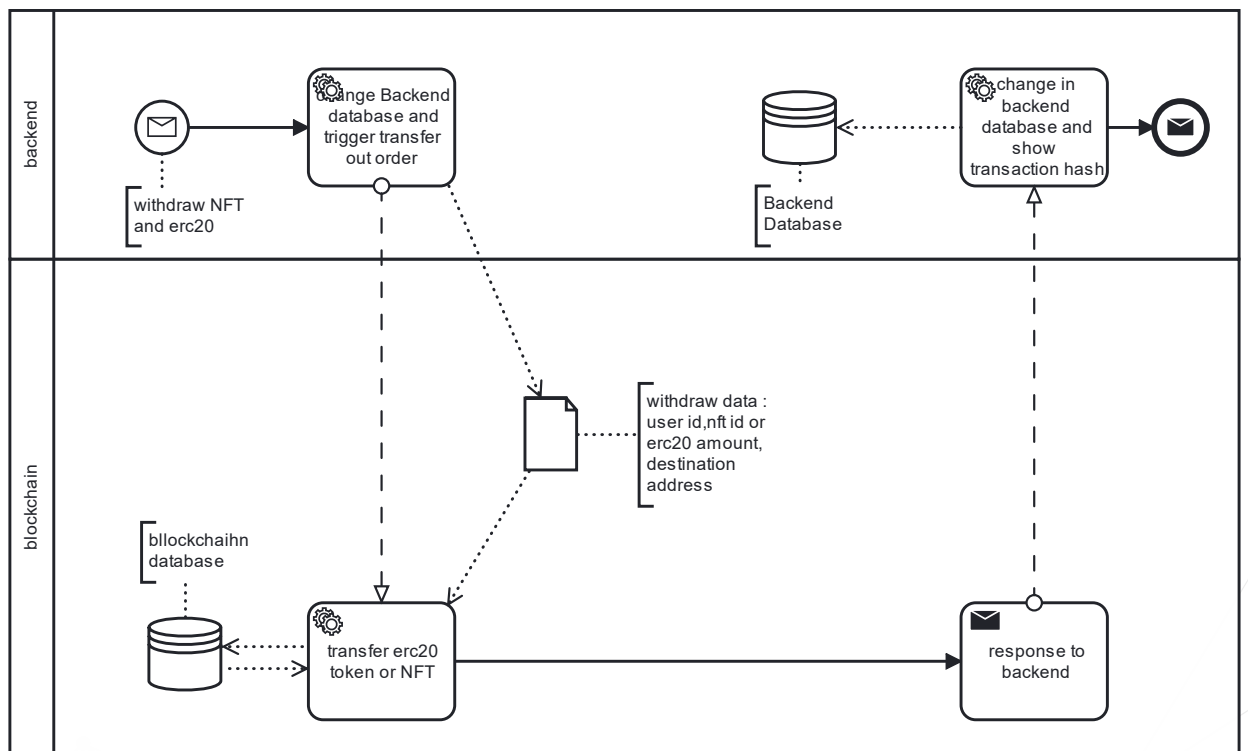 backend
change Backend
database and
trigger transfer
out order
change in
backend
database and
show
transaction hash
withdraw NFT
and erc20
Backend
Database
blockchain
withdraw data :
user id,nft id or
erc20 amount,
destination
address
bllockchaihn
database
transfer erc20
token or NFT
response to
backend